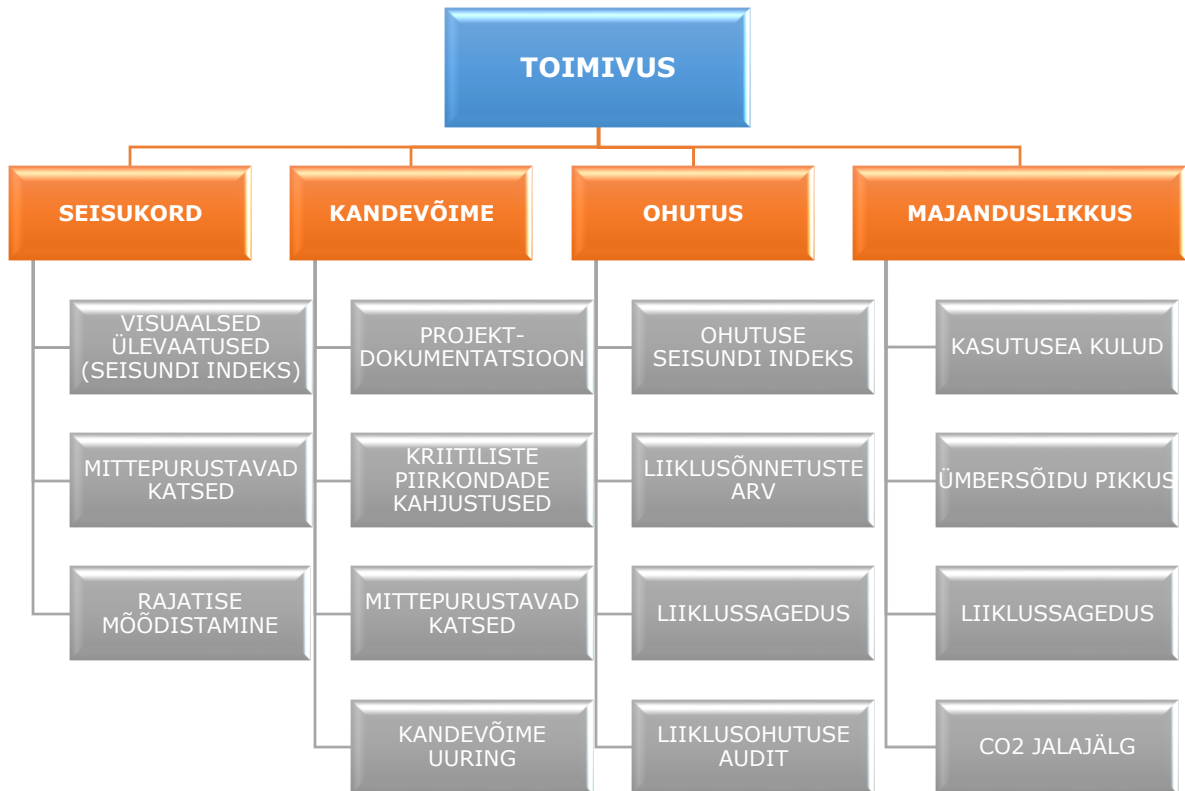 TOIMIVUS
SEISUKORD
VISUAALSED
ÜLEVAATUSED
(SEISUNDI INDEKS)
MITTEPURUSTAVAD
KATSED
RAJATISE
MÕÕDISTAMINE
KANDEVÕIME
PROJEKT-
DOKUMENTATSIOON
KRIITILISTE
PIIRKONDADE
KAHJUSTUSED
MITTEPURUSTAVAD
KATSED
KANDEVÕIME
UURING
OHUTUS
OHUTUSE
SEISUNDI INDEKS
LIIKLUSÕNNETUSTE
ARV
LIIKLUSSAGEDUS
LIIKLUSOHUTUSE
AUDIT
MAJANDUSLIKKUS
KASUTUSEA KULUD
ÜMBERSÕIDU PIKKUS
LIIKLUSSAGEDUS
CO2 JALAJÄLG